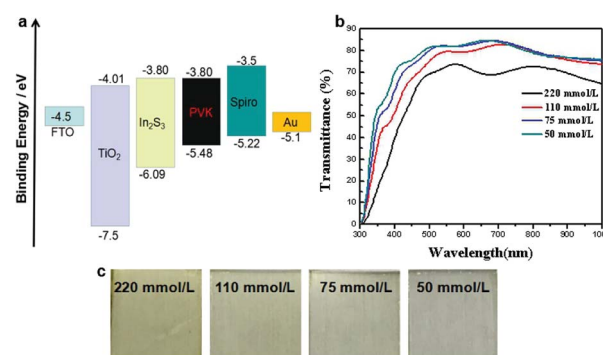 a
Binding Energy / eV
-4.5
FTO
-4.01
TiO2
-7.5
-3.80
In2S3
-6.09
-3.80
PVK
-5.48
-3.5
Spiro
-5.22
Au
-5.1
b
Transmittance (%)
90
80
70
60
50
40
30
20
10
0
220 mmol/L
110 mmol/L
75 mmol/L
50 mmol/L
300 400 500 600 700 800 900 1000
Wavelength(nm)
c
220 mmol/L 110 mmol/L 75 mmol/L 50 mmol/L